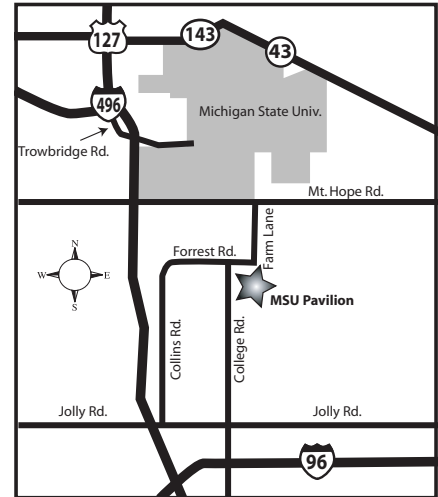 127
143
43
496
Michigan State Univ.
Trowbridge Rd.
Mt. Hope Rd.
Farm Lane
Forrest Rd.
N
W
E
S
MSU Pavilion
Collins Rd.
College Rd.
Jolly Rd.
Jolly Rd.
96